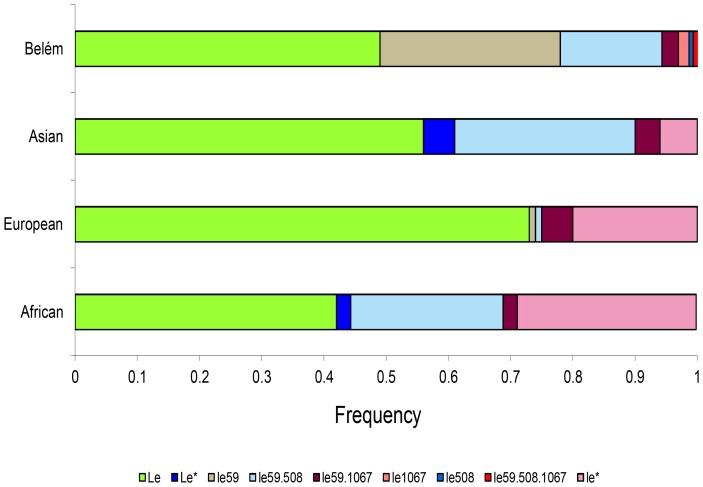 Belém
Asian
European
African
0 0.1 0.2 0.3 0.4 0.5 0.6 0.7 0.8 0.9 1
Frequency
Le Le* le59 le59.508 le59.1067 le1067 le508 le59.508.1067 le*